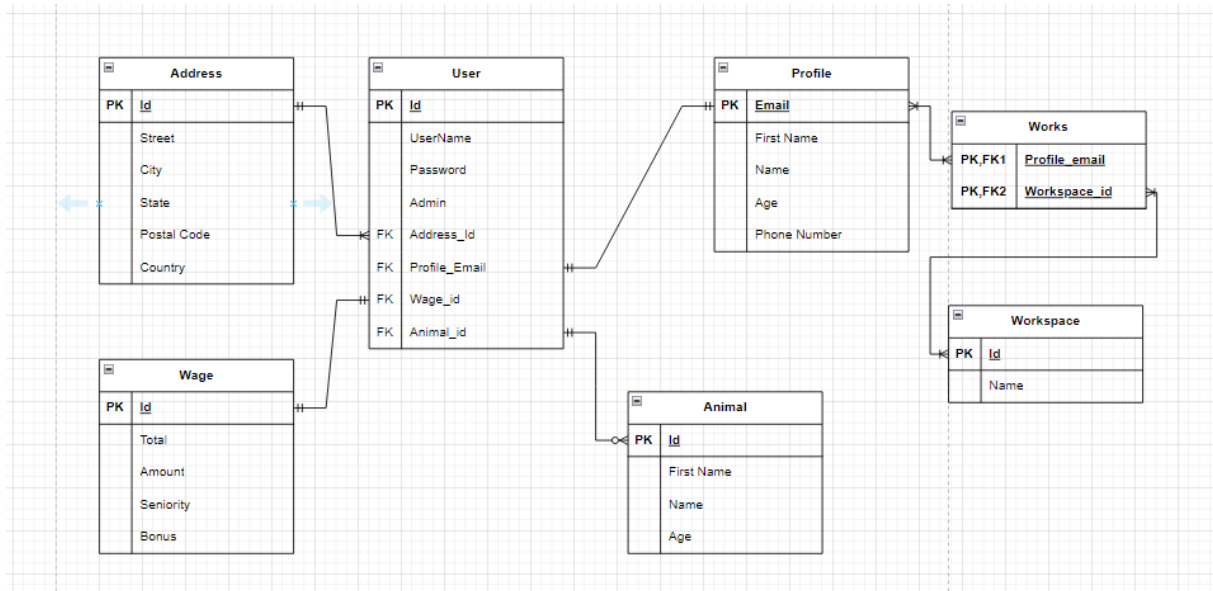 Address
PK Id
Street
City
State
Postal Code
Country
User
PK Id
UserName
Password
Admin
FK Address_Id
FK Profile_Email
FK Wage_id
FK Animal_id
Profile
PK Email
First Name
Name
Age
Phone Number
Works
PK,FK1 Profile_email
PK,FK2 Workspace_id
Workspace
PK Id
Name
Wage
PK Id
Total
Amount
Seniority
Bonus
Animal
PK Id
First Name
Name
Age